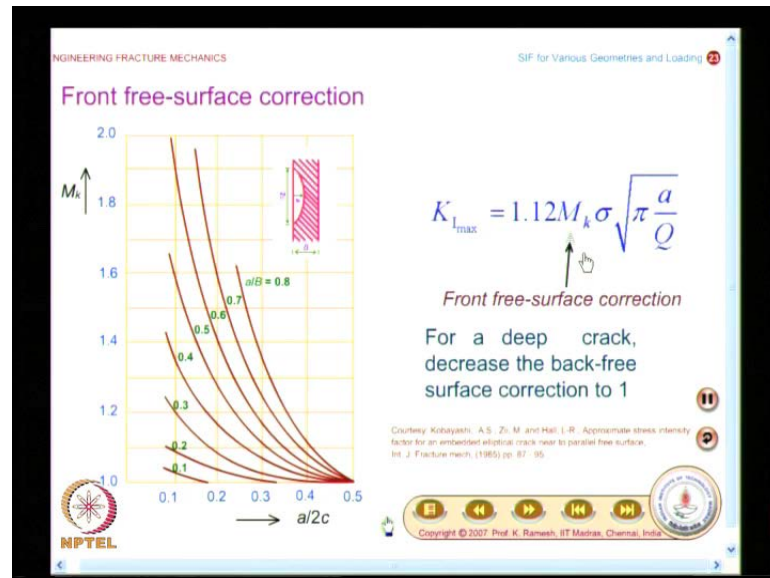 NGINEERING FRACTURE MECHANICS
SIF for Various Geometries and Loading 23
Front free-surface correction
2.0
1.8
1.6
1.4
1.2
1.0
M_k
a/B = 0.8
0.7
0.6
0.5
0.4
0.3
0.2
0.1
0.1 0.2 0.3 0.4 0.5
a/2c
K_Imax = 1.12M_k σ √(π a/Q)
Front free-surface correction
For a deep crack,
decrease the back-free
surface correction to 1
Courtesy: Kobayashi, A.S., Zii, M. and Hall, L.R., Approximate stress intensity
factor for an embedded elliptical crack near to parallel free surface,
Int. J. Fracture mech, (1965) pp. 87 - 95.
Copyright © 2007 Prof. K. Ramesh, IIT Madras, Chennai, India
NPTEL